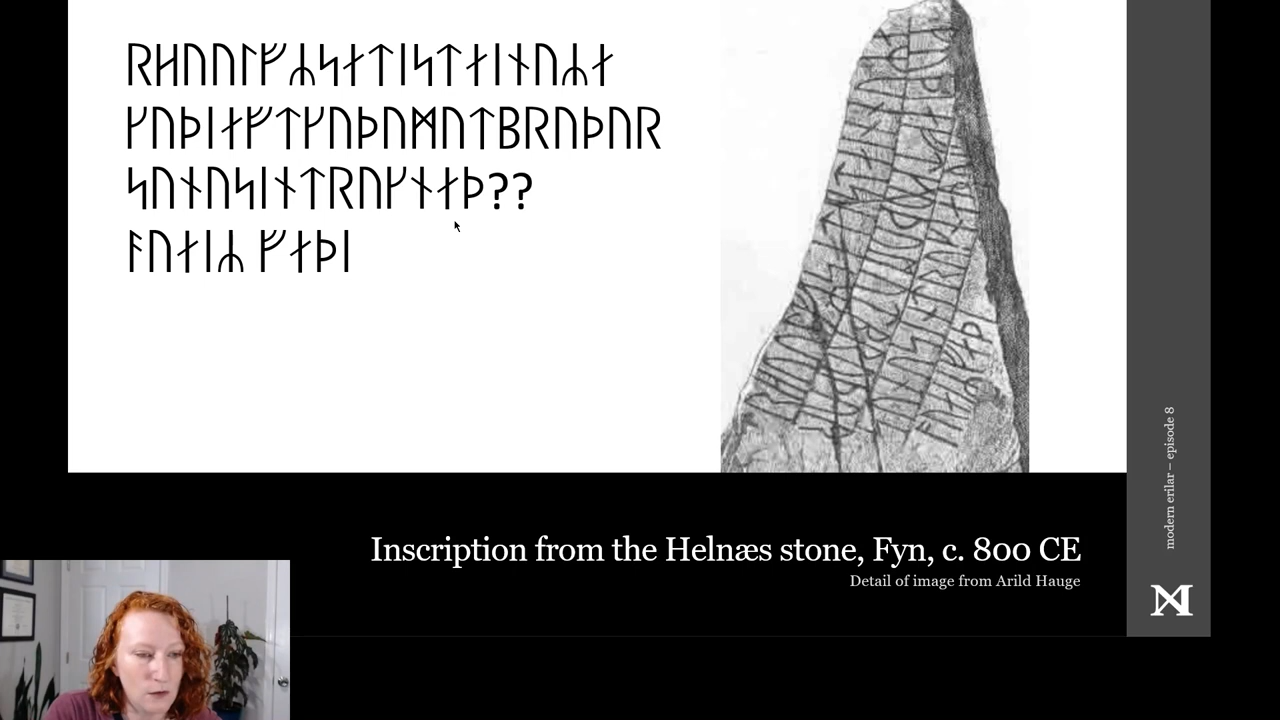 ᚱᚺᚢᚢᛚᚠᛦᛋᛅᛏᛁᛋᛏᛅᛁᚾᚢᛦᛅ
ᚴᚢᚦᛁᛅᚠᛏᚴᚢᚦᚢᛗᚢᛏᛒᚱᚢᚦᚢᚱ
ᛋᚢᚾᚢᛋᛁᚾᛏᚱᚢᚴᚾᛅᚦ??
ᚨᚢᛅᛁᛦ ᚠᛅᚦᛁ
Inscription from the Helnæs stone, Fyn, c. 800 CE
Detail of image from Arild Hauge
modern erilar – episode 8